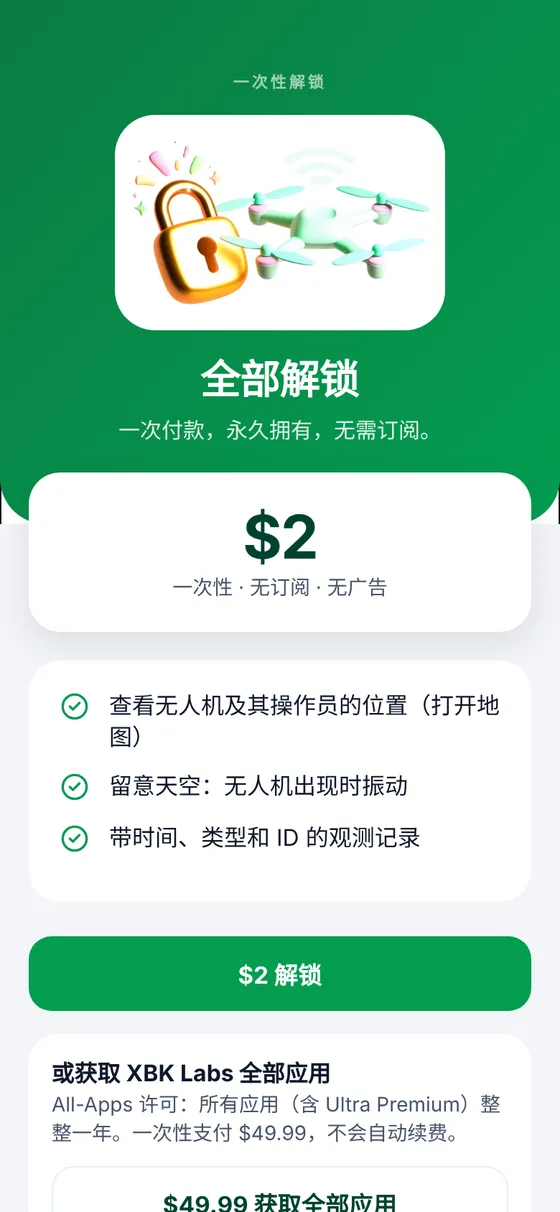 一次性解锁
全部解锁
一次付款，永久拥有，无需订阅。
$2
一次性 · 无订阅 · 无广告
查看无人机及其操作员的位置（打开地
图）
留意天空：无人机出现时振动
带时间、类型和 ID 的观测记录
$2 解锁
或获取 XBK Labs 全部应用
All-Apps 许可：所有应用（含 Ultra Premium）整
整一年。一次性支付 $49.99，不会自动续费。
$49.99 获取全部应用